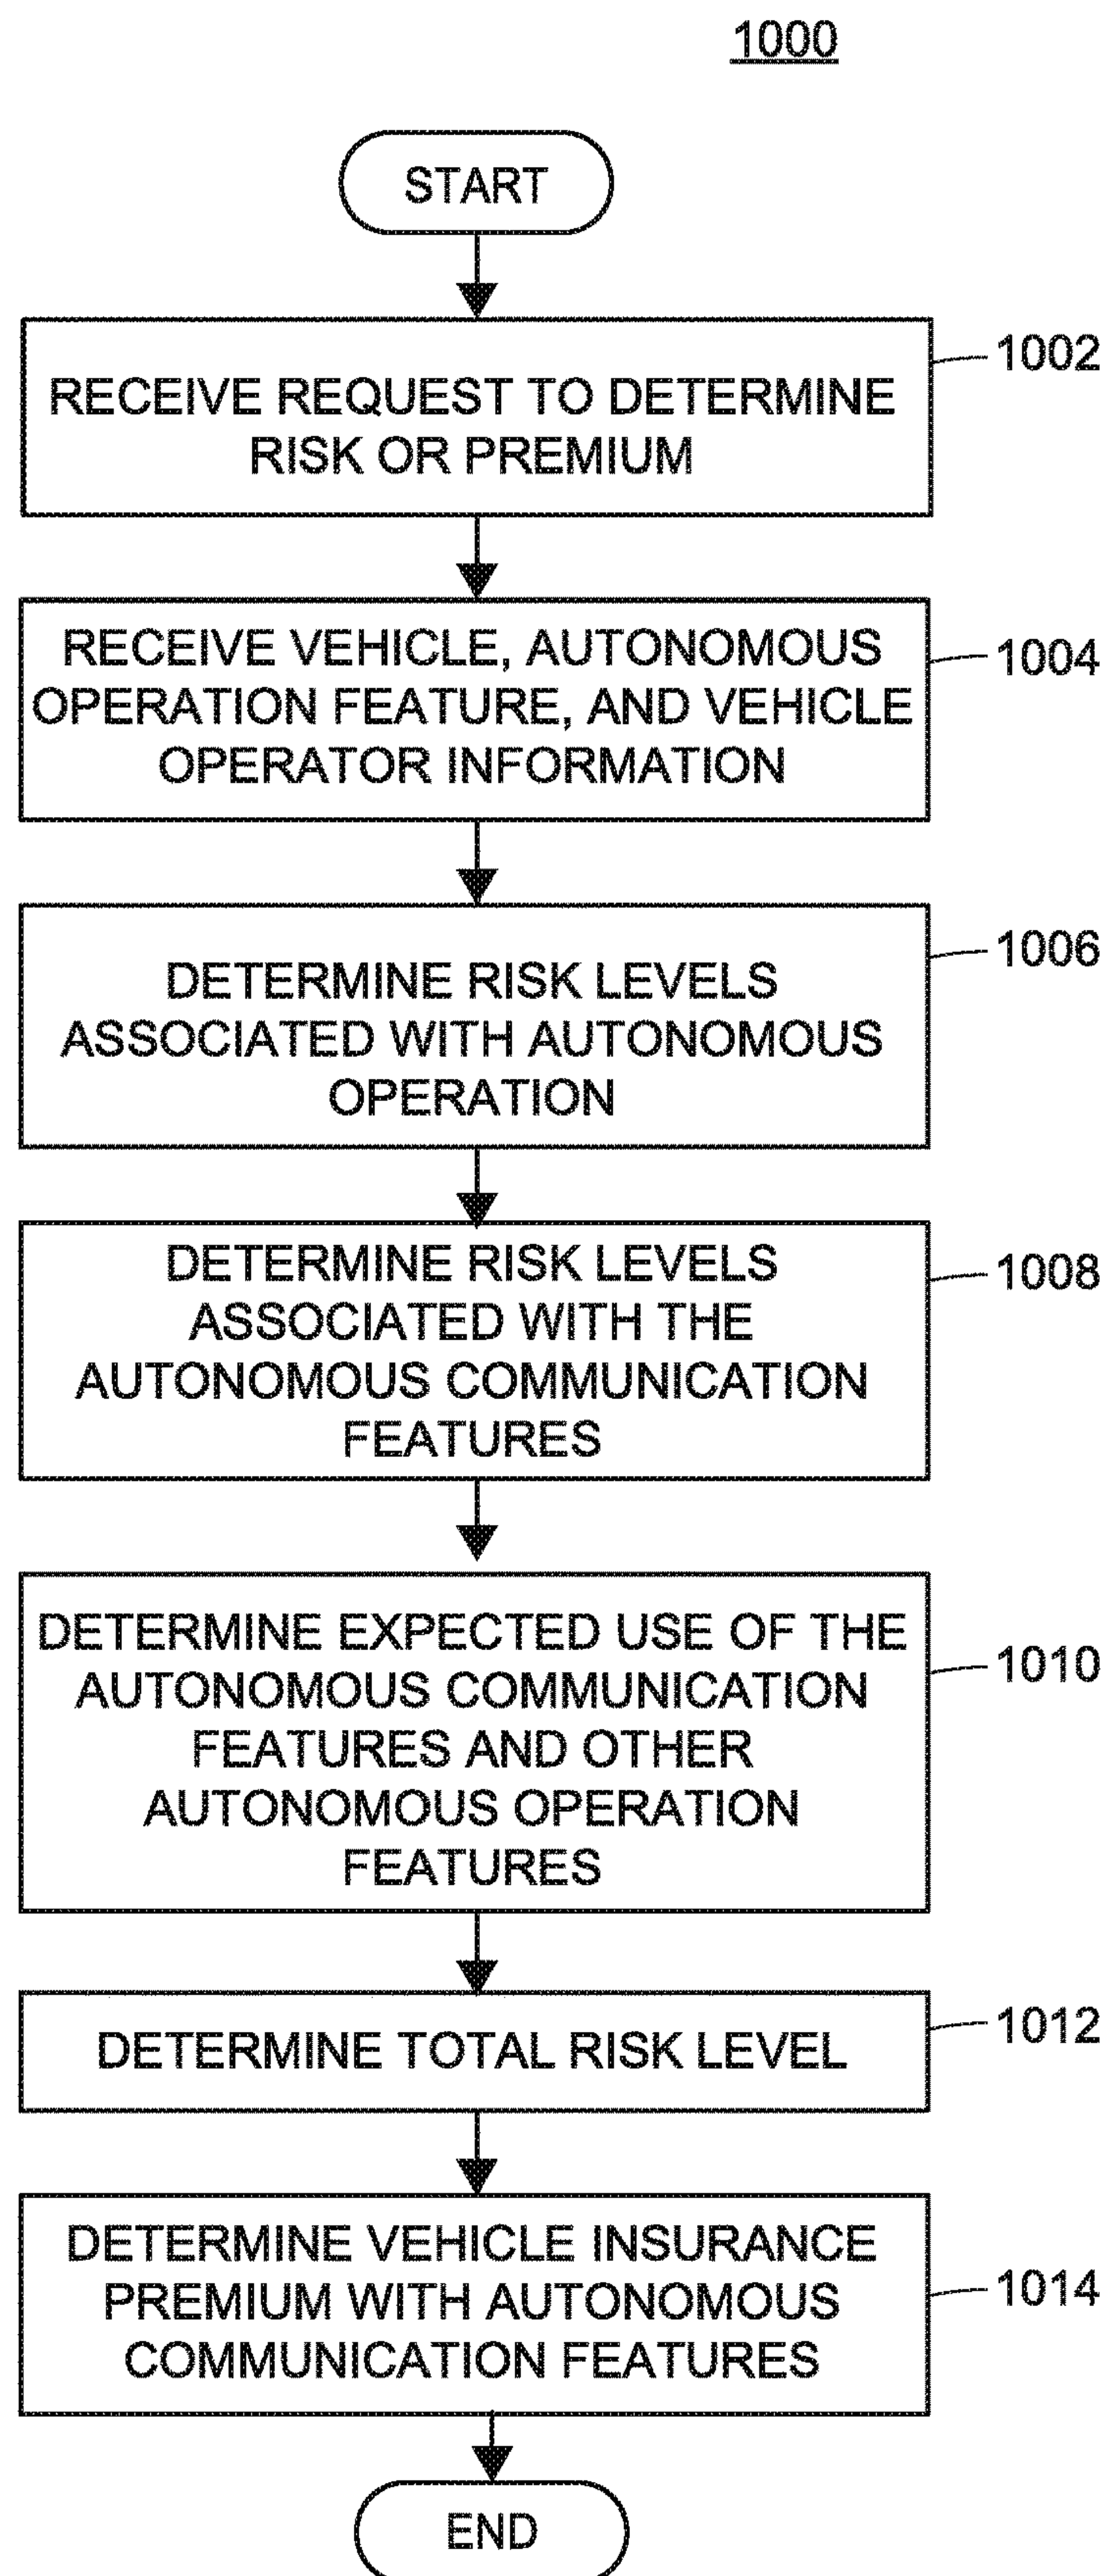 1000
START
RECEIVE REQUEST TO DETERMINE
RISK OR PREMIUM
1002
RECEIVE VEHICLE, AUTONOMOUS
OPERATION FEATURE, AND VEHICLE
OPERATOR INFORMATION
1004
DETERMINE RISK LEVELS
ASSOCIATED WITH AUTONOMOUS
OPERATION
1006
DETERMINE RISK LEVELS
ASSOCIATED WITH THE
AUTONOMOUS COMMUNICATION
FEATURES
1008
DETERMINE EXPECTED USE OF THE
AUTONOMOUS COMMUNICATION
FEATURES AND OTHER
AUTONOMOUS OPERATION
FEATURES
1010
DETERMINE TOTAL RISK LEVEL
1012
DETERMINE VEHICLE INSURANCE
PREMIUM WITH AUTONOMOUS
COMMUNICATION FEATURES
1014
END